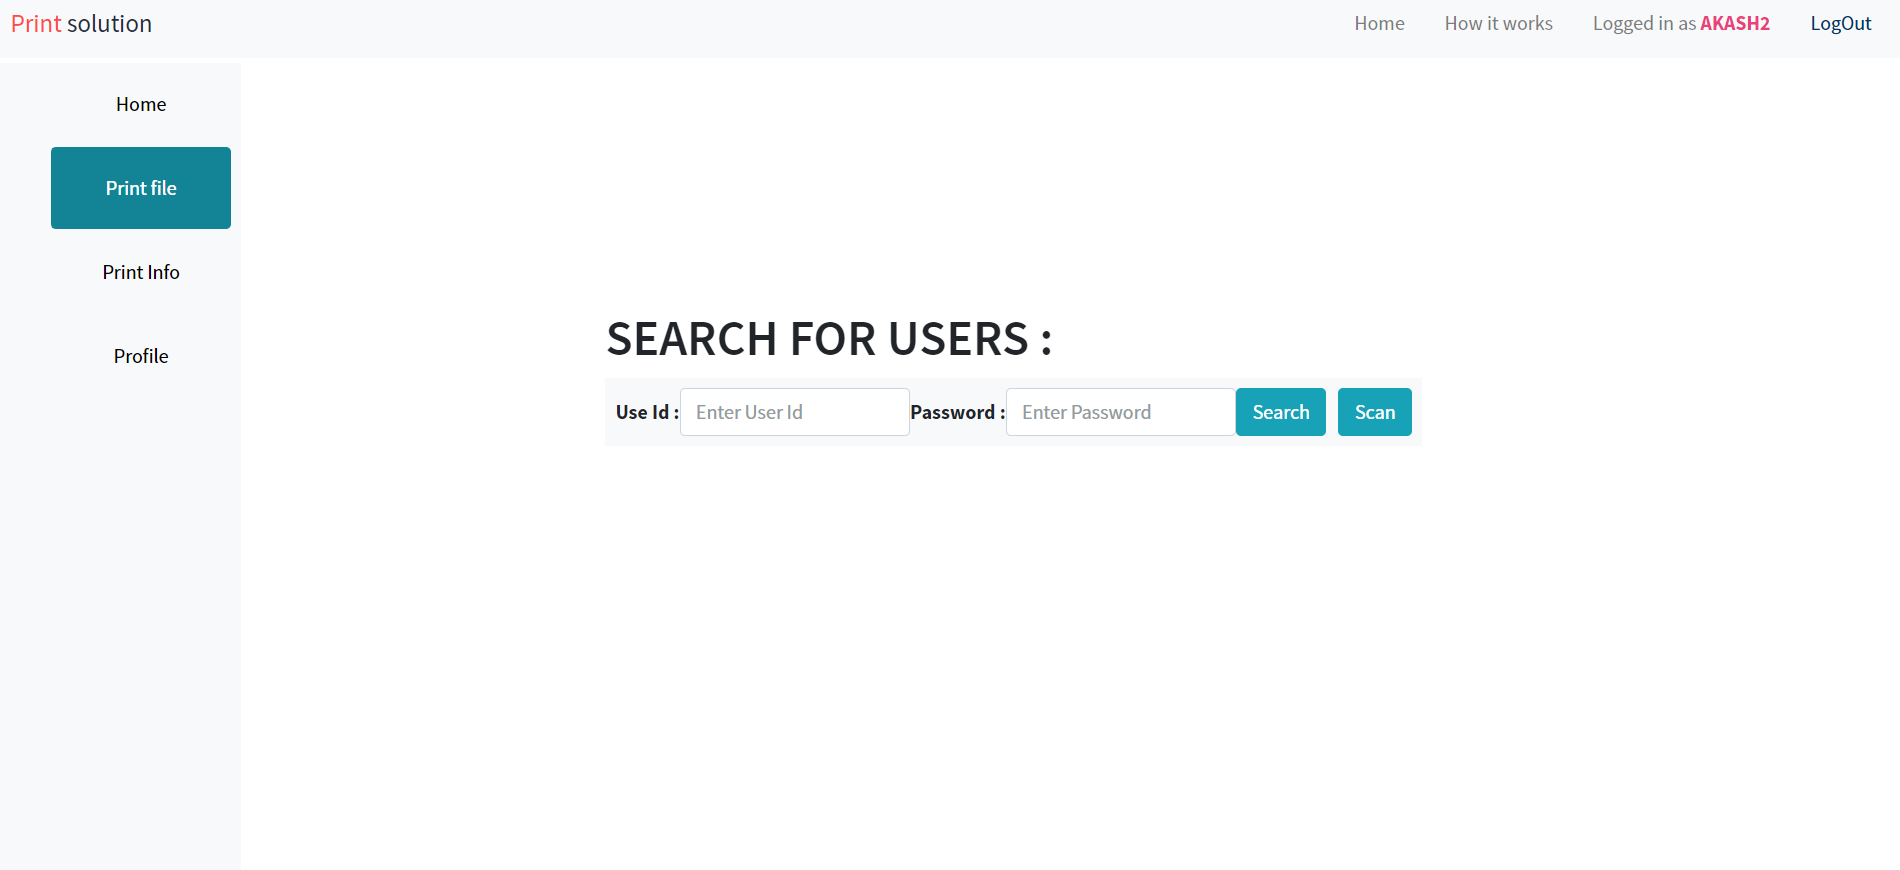 Print solution
Home How it works Logged in as AKASH2 LogOut
Home
Print file
Print Info
Profile
SEARCH FOR USERS :
Use Id : Enter User Id Password : Enter Password Search Scan